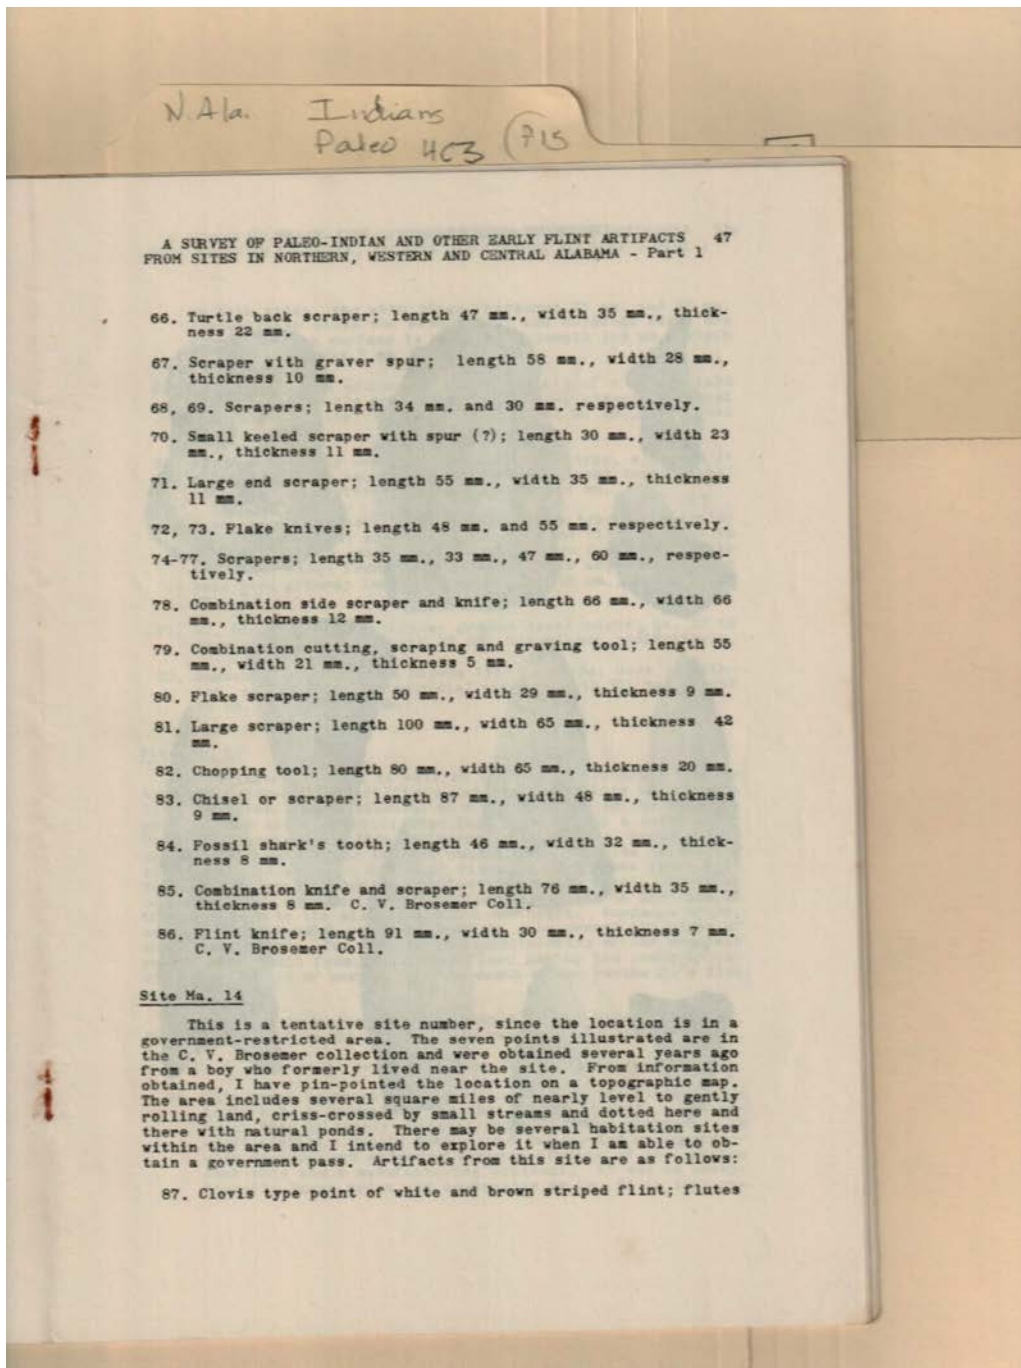 N. Ala. Indians
Paleo 4C3 P15
A SURVEY OF PALEO-INDIAN AND OTHER EARLY FLINT ARTIFACTS 47
FROM SITES IN NORTHERN, WESTERN AND CENTRAL ALABAMA - Part 1
66. Turtle back scraper; length 47 mm., width 35 mm., thick-
ness 22 mm.
67. Scraper with graver spur; length 58 mm., width 28 mm.,
thickness 10 mm.
68, 69. Scrapers; length 34 mm. and 30 mm. respectively.
70. Small keeled scraper with spur (?); length 30 mm., width 23
mm., thickness 11 mm.
71. Large end scraper; length 55 mm., width 35 mm., thickness
11 mm.
72, 73. Flake knives; length 48 mm. and 55 mm. respectively.
74-77. Scrapers; length 35 mm., 33 mm., 47 mm., 60 mm., respec-
tively.
78. Combination side scraper and knife; length 66 mm., width 66
mm., thickness 12 mm.
79. Combination cutting, scraping and graving tool; length 55
mm., width 21 mm., thickness 5 mm.
80. Flake scraper; length 50 mm., width 29 mm., thickness 9 mm.
81. Large scraper; length 100 mm., width 65 mm., thickness 42
mm.
82. Chopping tool; length 80 mm., width 65 mm., thickness 20 mm.
83. Chisel or scraper; length 87 mm., width 48 mm., thickness
9 mm.
84. Fossil shark's tooth; length 46 mm., width 32 mm., thick-
ness 8 mm.
85. Combination knife and scraper; length 76 mm., width 35 mm.,
thickness 8 mm. C. V. Brosemer Coll.
86. Flint knife; length 91 mm., width 30 mm., thickness 7 mm.
C. V. Brosemer Coll.
Site Ma. 14
This is a tentative site number, since the location is in a
government-restricted area. The seven points illustrated are in
the C. V. Brosemer collection and were obtained several years ago
from a boy who formerly lived near the site. From information
obtained, I have pin-pointed the location on a topographic map.
The area includes several square miles of nearly level to gently
rolling land, criss-crossed by small streams and dotted here and
there with natural ponds. There may be several habitation sites
within the area and I intend to explore it when I am able to ob-
tain a government pass. Artifacts from this site are as follows:
87. Clovis type point of white and brown striped flint; flutes